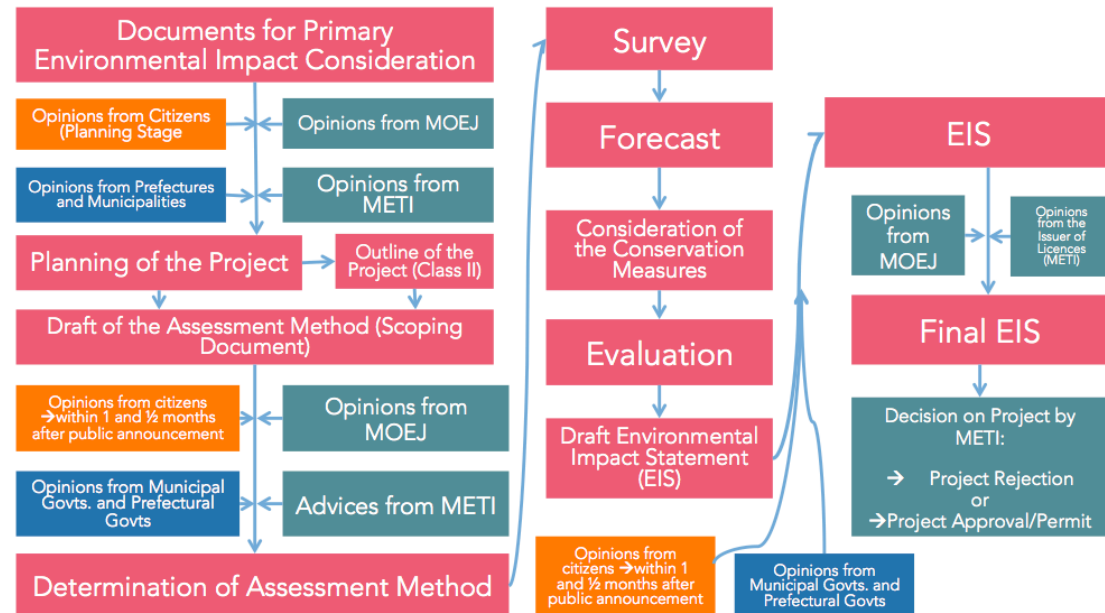 Documents for Primary
Environmental Impact Consideration
Opinions from Citizens
(Planning Stage
Opinions from MOEJ
Opinions from Prefectures
and Municipalities
Opinions from
METI
Planning of the Project
Outline of the
Project (Class II)
Draft of the Assessment Method (Scoping
Document)
Opinions from citizens
→within 1 and ½ months
after public announcement
Opinions from
MOEJ
Opinions from Municipal
Govts. and Prefectural
Govts
Advices from METI
Determination of Assessment Method
Survey
Forecast
Consideration of
the Conservation
Measures
Evaluation
Draft Environmental
Impact Statement
(EIS)
Opinions from
citizens →within 1
and ½ months after
public announcement
Opinions from
Municipal Govts. and
Prefectural Govts
EIS
Opinions
from
MOEJ
Opinions
from the
Issuer of
Licences
(METI)
Final EIS
Decision on Project by
METI:
→ Project Rejection
or
→Project Approval/Permit